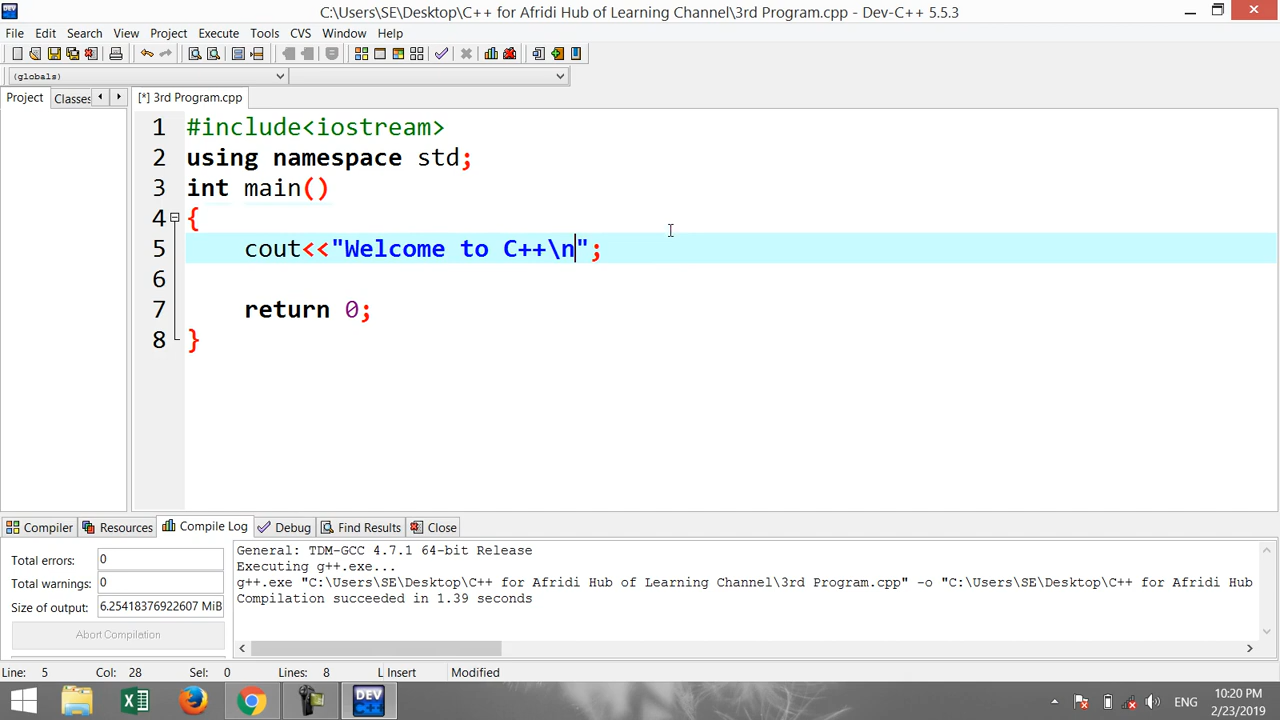 C:\Users\SE\Desktop\C++ for Afridi Hub of Learning Channel\3rd Program.cpp - Dev-C++ 5.5.3
File Edit Search View Project Execute Tools CVS Window Help
(globals)
Project Classes [*] 3rd Program.cpp
1 #include<iostream>
2 using namespace std;
3 int main()
4 {
5 cout<<"Welcome to C++\n";
6
7 return 0;
8 }
Compiler Resources Compile Log Debug Find Results Close
Total errors: 0
Total warnings: 0
Size of output: 6.25418376922607 MiB
Abort Compilation
General: TDM-GCC 4.7.1 64-bit Release
Executing g++.exe...
g++.exe "C:\Users\SE\Desktop\C++ for Afridi Hub of Learning Channel\3rd Program.cpp" -o "C:\Users\SE\Desktop\C++ for Afridi Hub
Compilation succeeded in 1.39 seconds
Line: 5 Col: 28 Sel: 0 Lines: 8 L Insert Modified
DEV
ENG
10:20 PM
2/23/2019